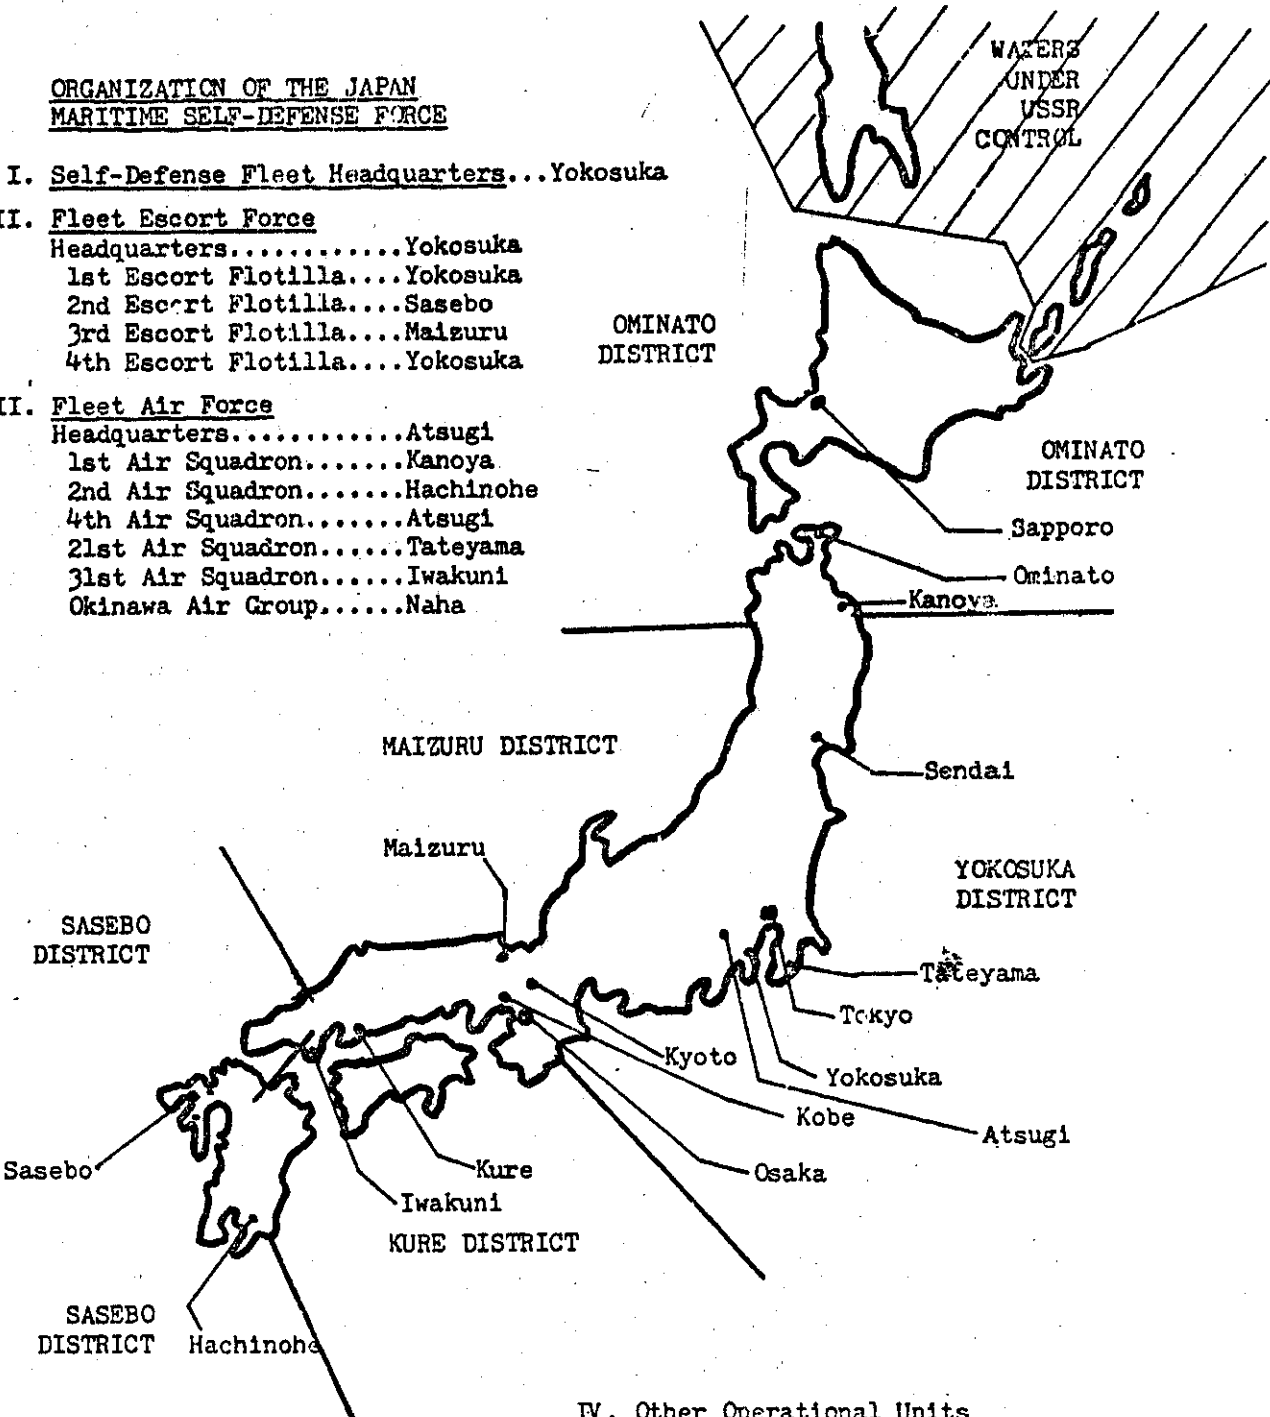 ORGANIZATION OF THE JAPAN
MARITIME SELF-DEFENSE FORCE
I. Self-Defense Fleet Headquarters...Yokosuka
II. Fleet Escort Force
Headquarters............Yokosuka
1st Escort Flotilla....Yokosuka
2nd Escort Flotilla....Sasebo
3rd Escort Flotilla....Maizuru
4th Escort Flotilla....Yokosuka
II. Fleet Air Force
Headquarters............Atsugi
1st Air Squadron.......Kanoya
2nd Air Squadron.......Hachinohe
4th Air Squadron.......Atsugi
21st Air Squadron......Tateyama
31st Air Squadron......Iwakuni
Okinawa Air Group......Naha
WATERS
UNDER
USSR
CONTROL
OMINATO
DISTRICT
OMINATO
DISTRICT
Sapporo
Ominato
Kanoya
MAIZURU DISTRICT
Sendai
Maizuru
YOKOSUKA
DISTRICT
SASEBO
DISTRICT
Tateyama
Tokyo
Kyoto
Yokosuka
Kobe
Atsugi
Sasebo
Kure
Osaka
Iwakuni
KURE DISTRICT
SASEBO
DISTRICT
Hachinohe
IV. Other Operational Units